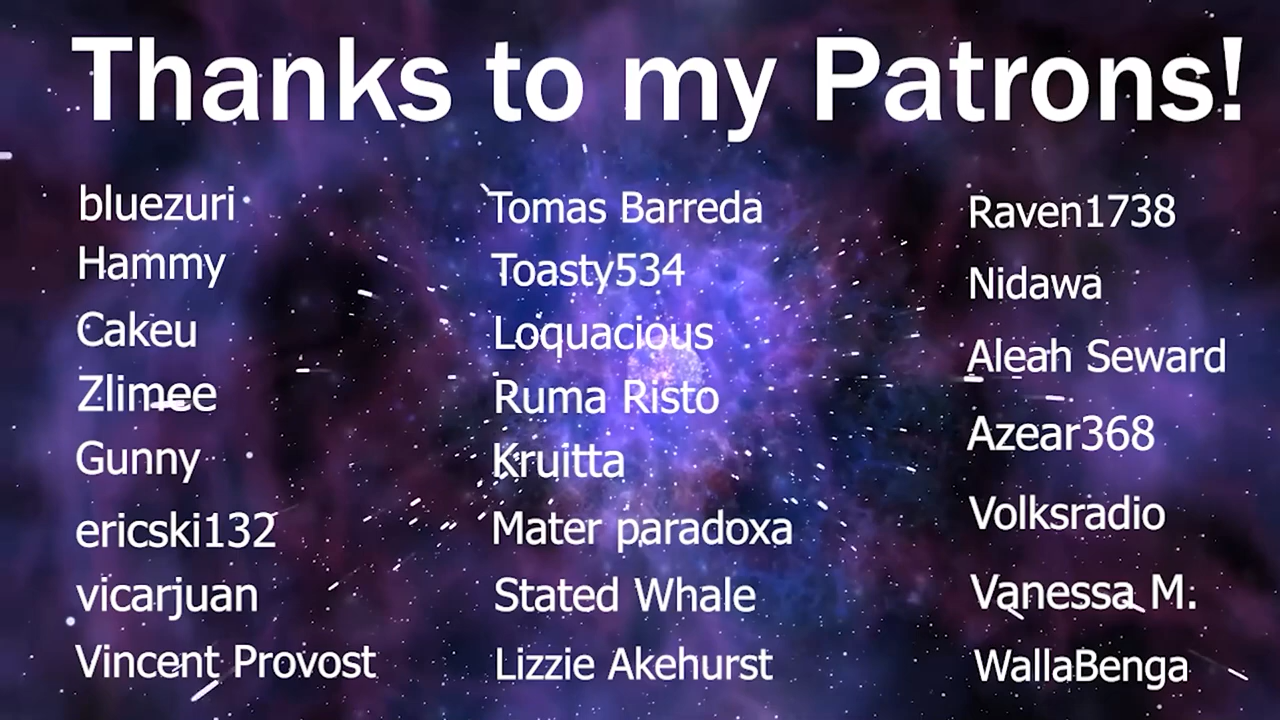 Thanks to my Patrons!
bluezuri
Hammy
Cakeu
Zlimee
Gunny
ericski132
vicarjuan
Vincent Provost
Tomas Barreda
Toasty534
Loquacious
Ruma Risto
Kruitta
Mater paradoxa
Stated Whale
Lizzie Akehurst
Raven1738
Nidawa
Aleah Seward
Azear368
Volksradio
Vanessa M.
WallaBenga